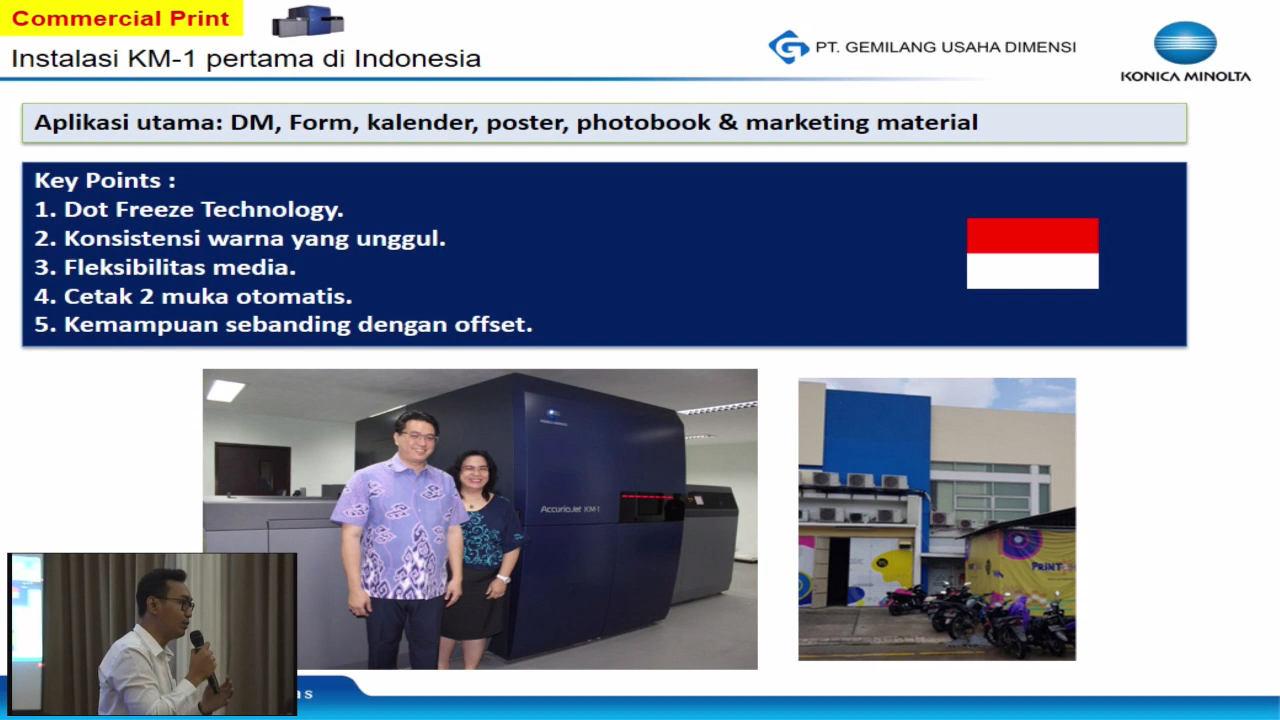 Commercial Print
Instalasi KM-1 pertama di Indonesia
PT. GEMILANG USAHA DIMENSI
KONICA MINOLTA
Aplikasi utama: DM, Form, kalender, poster, photobook & marketing material
Key Points :
1. Dot Freeze Technology.
2. Konsistensi warna yang unggul.
3. Fleksibilitas media.
4. Cetak 2 muka otomatis.
5. Kemampuan sebanding dengan offset.
KONICA MINOLTA
AccurioJet KM-1